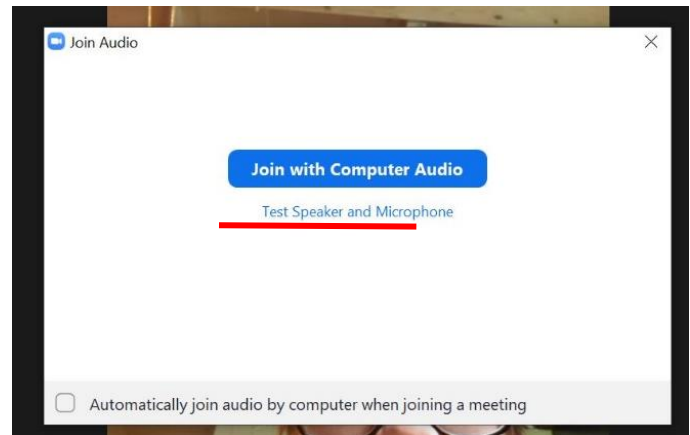 Join Audio
Join with Computer Audio
Test Speaker and Microphone
Automatically join audio by computer when joining a meeting